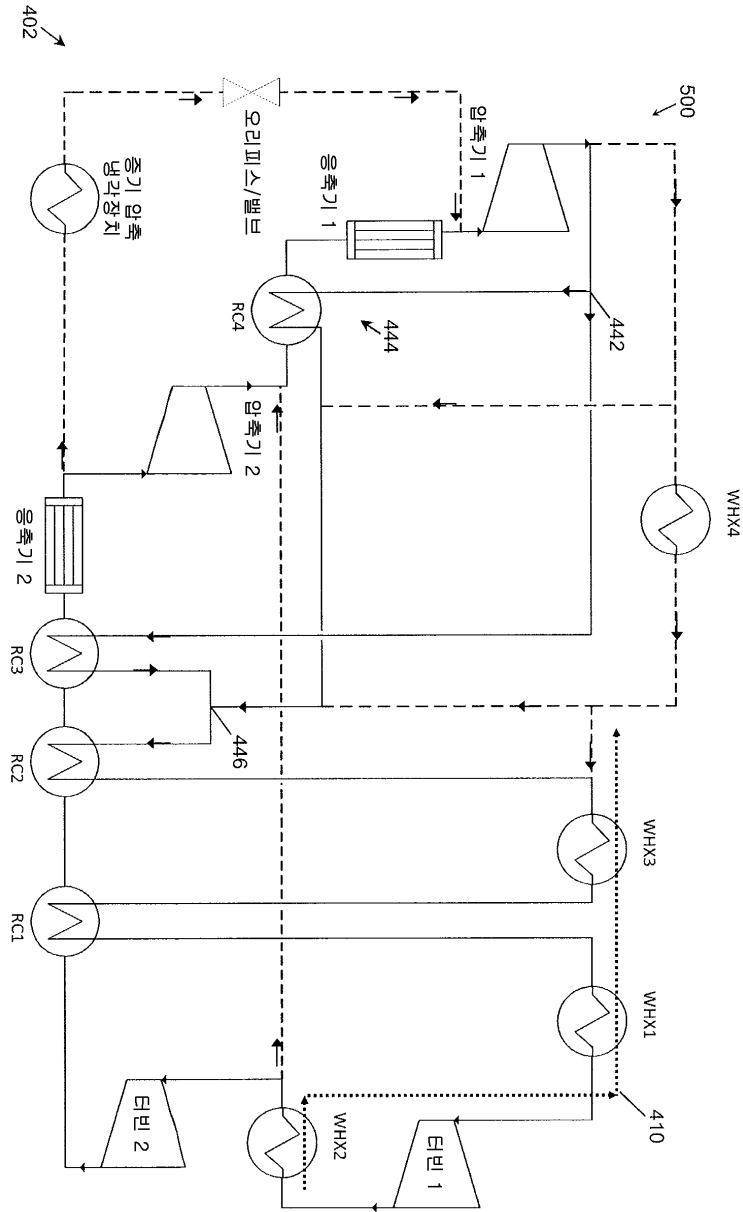 WHX4
500
WHX3
WHX1
410
442
압축기 1
터빈 1
444
WHX2
응축기 1
오리피스/밸브
압축기 2
RC4
446
터빈 2
증기 압축
냉각장치
402
응축기 2
RC3
RC2
RC1